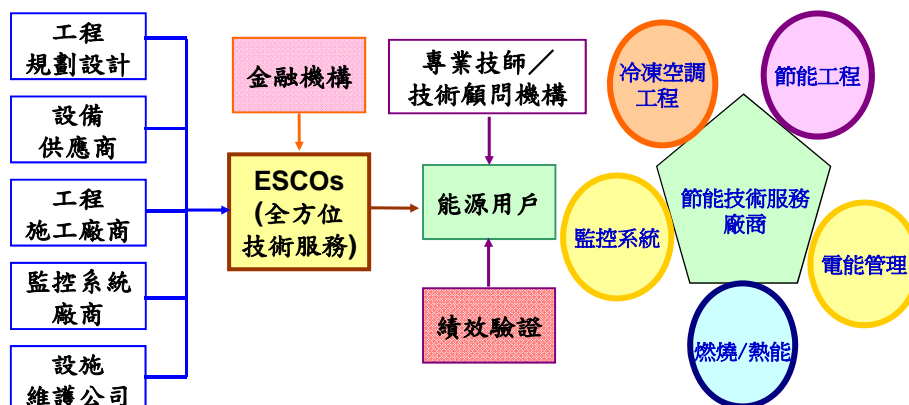 工程
規劃設計
設備
供應商
工程
施工廠商
監控系統
廠商
設施
維護公司
金融機構
ESCOs
(全方位
技術服務)
專業技師／
技術顧問機構
能源用戶
績效驗證
冷凍空調
工程
節能工程
節能技術服務
廠商
監控系統
電能管理
燃燒/熱能